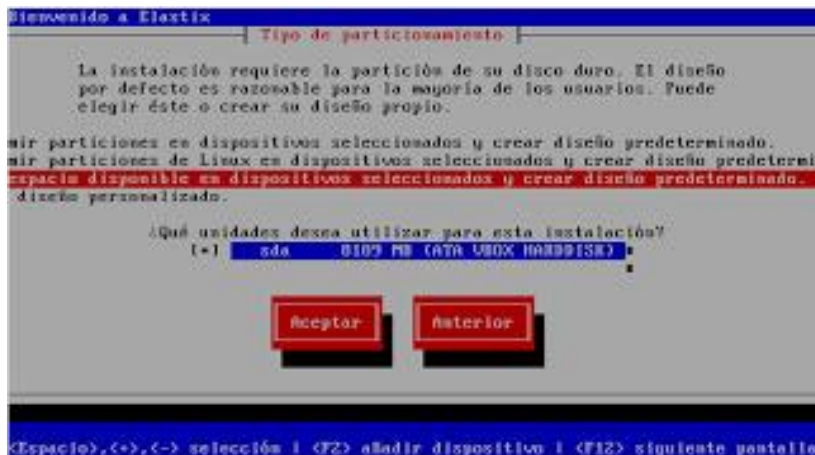 Bienvenido a Elastix
Tipo de particionamiento
La instalación requiere la partición de su disco duro. El diseño
por defecto es razonable para la mayoría de los usuarios. Puede
elegir éste o crear su diseño propio.
mir particiones en dispositivos seleccionados y crear diseño predeterminado.
mir particiones de Linux en dispositivos seleccionados y crear diseño predetermi
espacio disponible en dispositivos seleccionados y crear diseño predeterminado.
diseño personalizado.
¿Qué unidades desea utilizar para esta instalación?
[*] sda 8189 MB (ATA VBOX HARDDISK)
Aceptar Anterior
<Espacio>,<+>,<-> selección | <F2> añadir dispositivo | <F12> siguiente pantalla